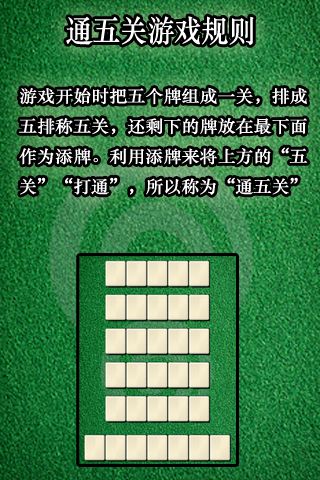 通五关游戏规则
游戏开始时把五个牌组成一关，排成
五排称五关，还剩下的牌放在最下面
作为添牌。利用添牌来将上方的“五
关”“打通”，所以称为“通五关”